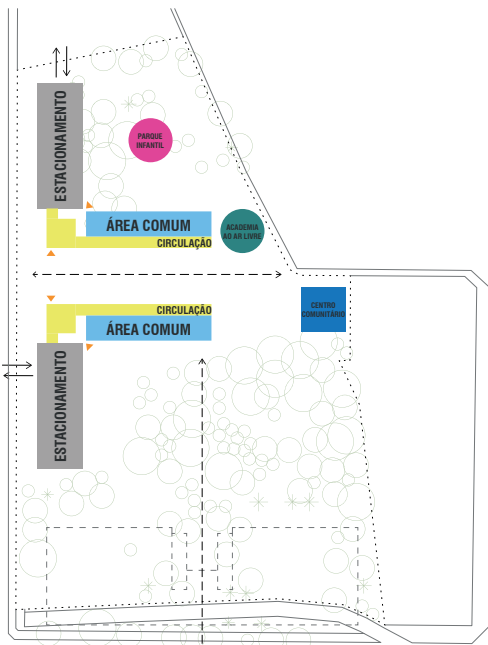 ESTACIONAMENTO
PARQUE
INFANTIL
ÁREA COMUM
CIRCULAÇÃO
ACADEMIA
AO AR LIVRE
CENTRO
COMUNITÁRIO
CIRCULAÇÃO
ÁREA COMUM
ESTACIONAMENTO